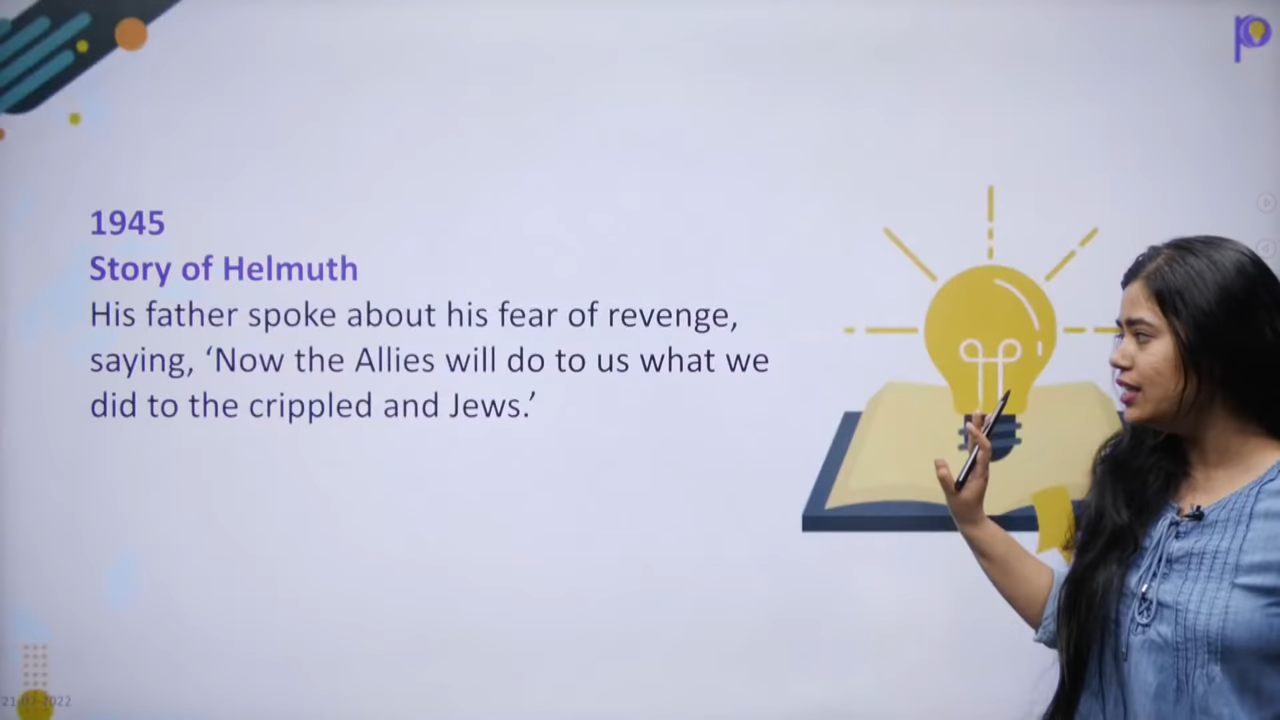 1945
Story of Helmuth
His father spoke about his fear of revenge,
saying, ‘Now the Allies will do to us what we
did to the crippled and Jews.’